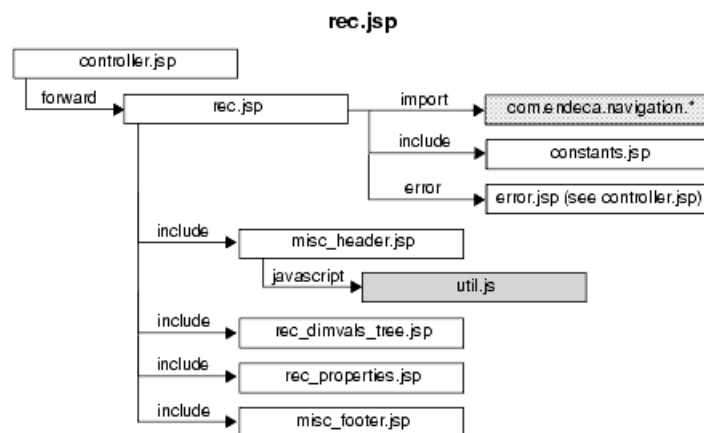 rec.jsp
controller.jsp
forward
rec.jsp
import
com.endeca.navigation.*
include
constants.jsp
error
error.jsp (see controller.jsp)
include
misc_header.jsp
javascript
util.js
include
rec_dimvals_tree.jsp
include
rec_properties.jsp
include
misc_footer.jsp